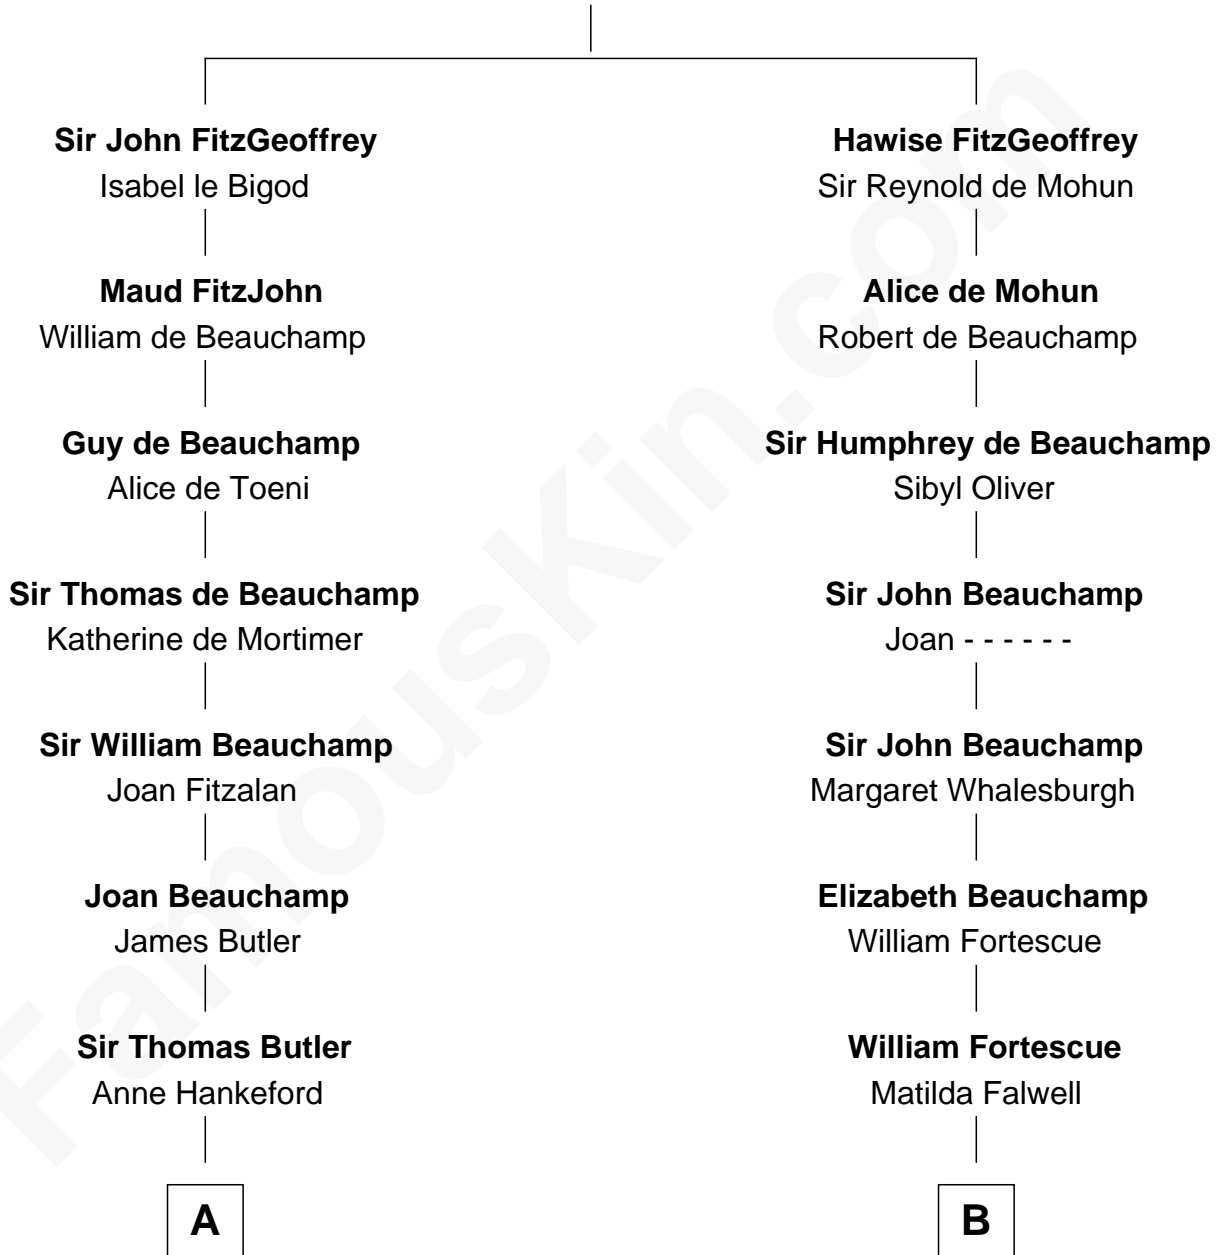 Sir John FitzGeoffrey
Isabel le Bigod
Maud FitzJohn
William de Beauchamp
Guy de Beauchamp
Alice de Toeni
Sir Thomas de Beauchamp
Katherine de Mortimer
Sir William Beauchamp
Joan Fitzalan
Joan Beauchamp
James Butler
Sir Thomas Butler
Anne Hankeford
A
Hawise FitzGeoffrey
Sir Reynold de Mohun
Alice de Mohun
Robert de Beauchamp
Sir Humphrey de Beauchamp
Sibyl Oliver
Sir John Beauchamp
Joan - - - - - -
Sir John Beauchamp
Margaret Whalesburgh
Elizabeth Beauchamp
William Fortescue
William Fortescue
Matilda Falwell
B
FamousKin.com